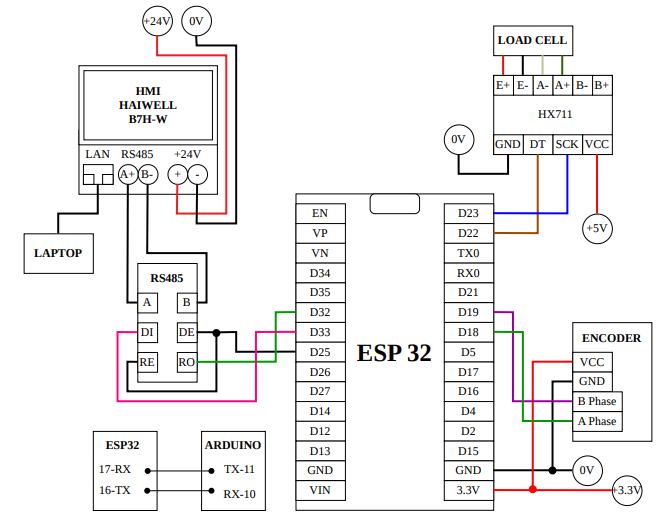 +24V 0V
HMI
HAIWELL
B7H-W
LAN RS485 +24V
A+ B- + -
LAPTOP
RS485
A B
DI DE
RE RO
ESP32
17-RX
16-TX
ARDUINO
TX-11
RX-10
LOAD CELL
E+ E- A- A+ B- B+
HX711
GND DT SCK VCC
0V
+5V
ESP 32
EN
VP
VN
D34
D35
D32
D33
D25
D26
D27
D14
D12
D13
GND
VIN
D23
D22
TX0
RX0
D21
D19
D18
D5
D17
D16
D4
D2
D15
GND
3.3V
ENCODER
VCC
GND
B Phase
A Phase
0V
+3.3V